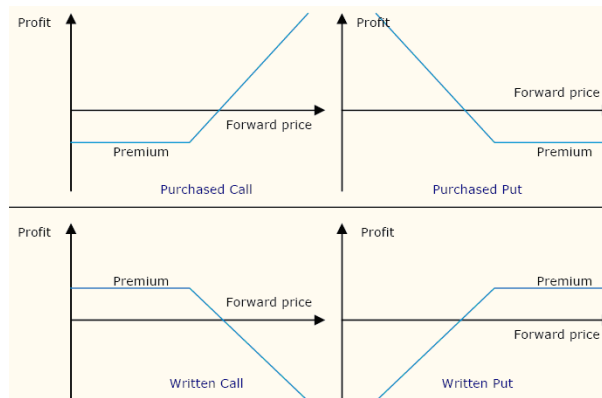 Profit
Forward price
Premium
Purchased Call
Profit
Forward price
Premium
Purchased Put
Profit
Premium
Forward price
Written Call
Profit
Premium
Forward price
Written Put